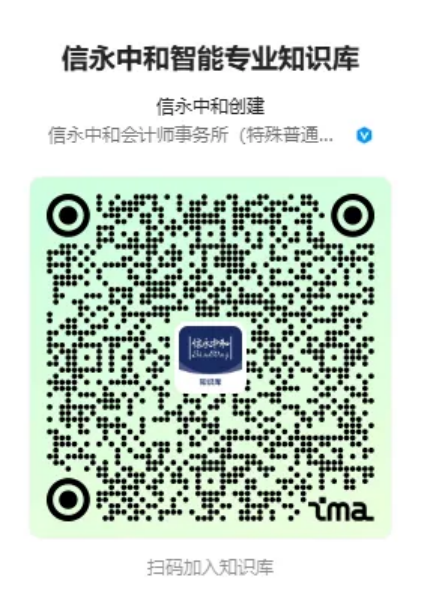 信永中和智能专业知识库
信永中和创建
信永中和会计师事务所（特殊普通...
信永中和
知识库
ima
扫码加入知识库